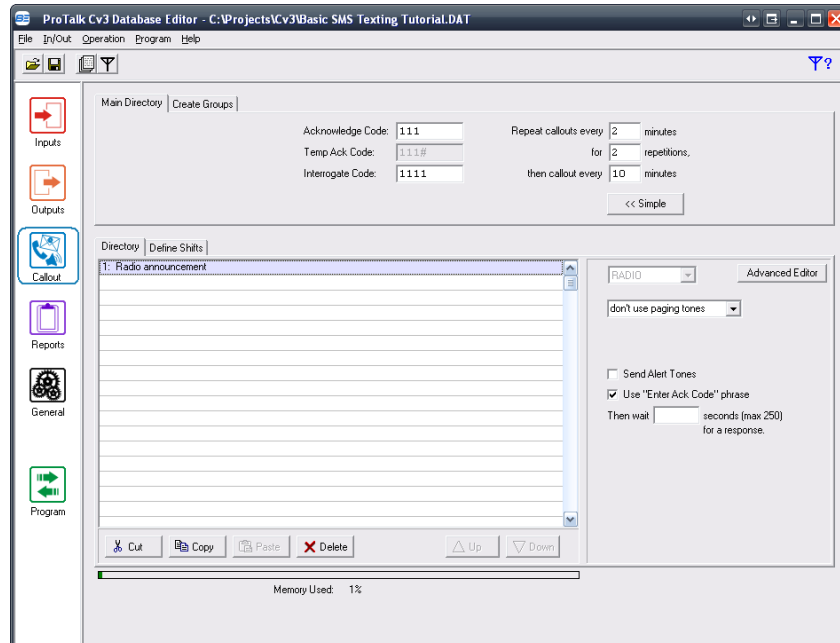 ProTalk Cv3 Database Editor - C:\Projects\Cv3\Basic SMS Texting Tutorial.DAT
File In/Out Operation Program Help
?
Main Directory Create Groups
Inputs
Acknowledge Code: 111 Repeat callouts every 2 minutes
Temp Ack Code: 111# for 2 repetitions,
Interrogate Code: 1111 then callout every 10 minutes
<< Simple
Outputs
Directory Define Shifts
Callout
1: Radio announcement
RADIO Advanced Editor
don't use paging tones
Reports
Send Alert Tones
Use "Enter Ack Code" phrase
Then wait seconds (max 250)
for a response.
General
Program
Cut Copy Paste Delete Up Down
Memory Used: 1%